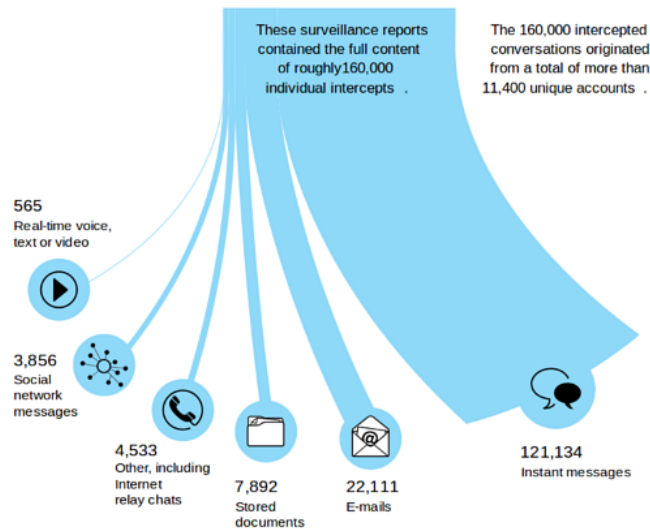 These surveillance reports
contained the full content
of roughly160,000
individual intercepts .
The 160,000 intercepted
conversations originated
from a total of more than
11,400 unique accounts .
565
Real-time voice,
text or video
3,856
Social
network
messages
4,533
Other, including
Internet
relay chats
7,892
Stored
documents
@
22,111
E-mails
121,134
Instant messages